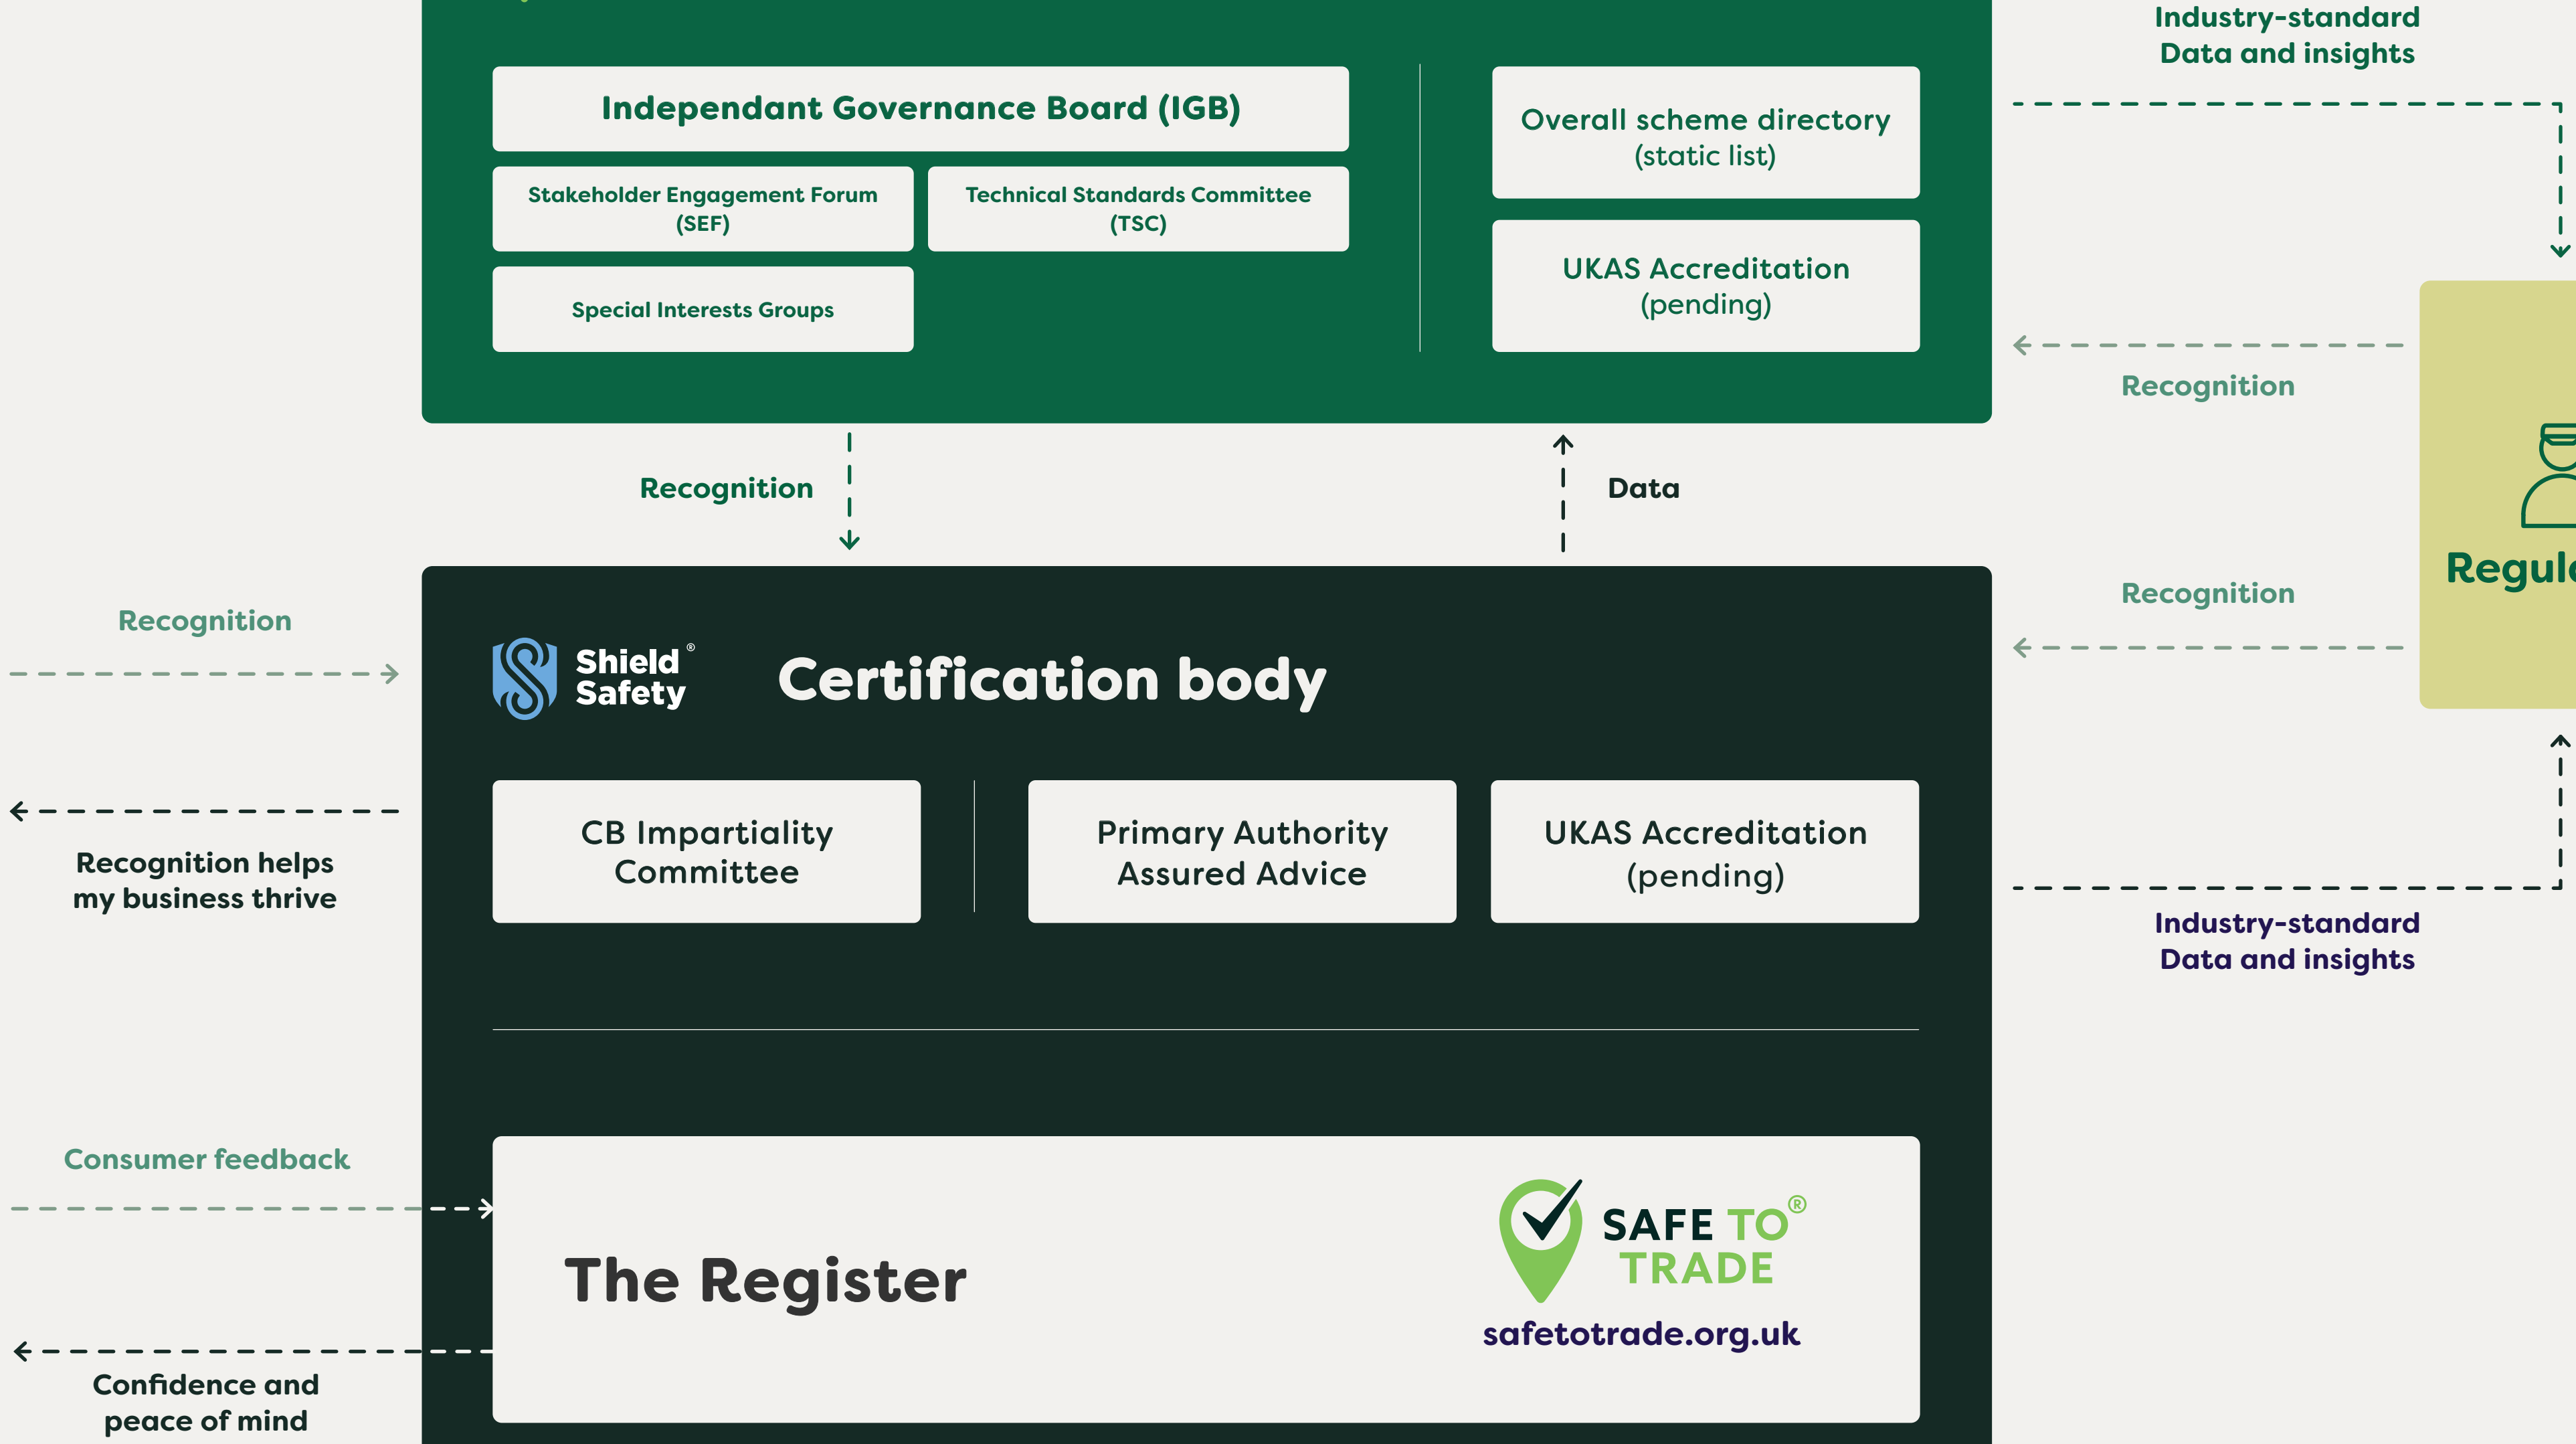 Industry-standard
Data and insights
Independant Governance Board (IGB)
Overall scheme directory
(static list)
Stakeholder Engagement Forum
(SEF)
Technical Standards Committee
(TSC)
UKAS Accreditation
(pending)
Special Interests Groups
Recognition
Recognition
Data
Recognition
Recognition
Shield
Safety
®
Certification body
CB Impartiality
Committee
Primary Authority
Assured Advice
UKAS Accreditation
(pending)
Recognition helps
my business thrive
Industry-standard
Data and insights
Consumer feedback
The Register
SAFE TO®
TRADE
safetotrade.org.uk
Confidence and
peace of mind